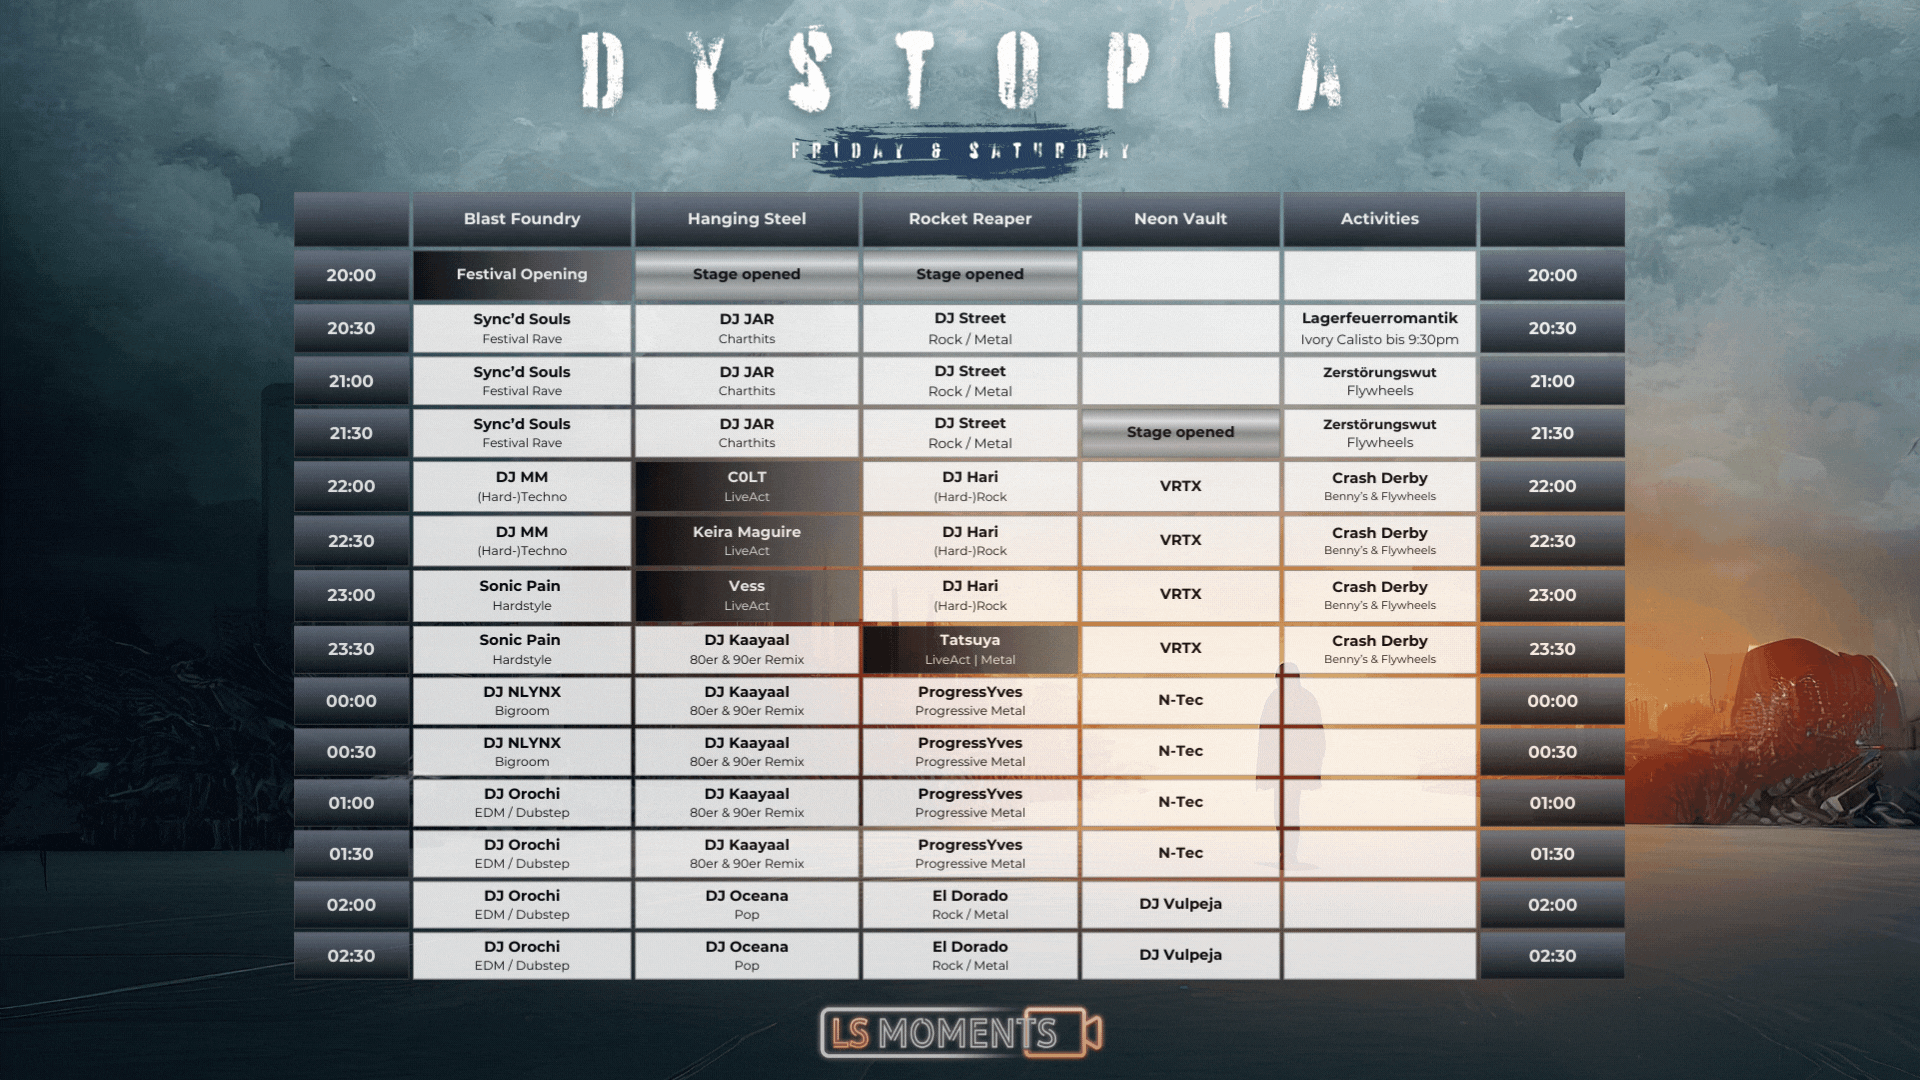 DYSTOPIA
FRIDAY & SATURDAY
Blast Foundry Hanging Steel Rocket Reaper Neon Vault Activities
20:00 Festival Opening Stage opened Stage opened 20:00
20:30 Sync’d Souls DJ JAR DJ Street Lagerfeuerromantik 20:30
Festival Rave Charthits Rock / Metal Ivory Calisto bis 9:30pm
21:00 Sync’d Souls DJ JAR DJ Street Zerstörungswut 21:00
Festival Rave Charthits Rock / Metal Flywheels
21:30 Sync’d Souls DJ JAR DJ Street Stage opened Zerstörungswut 21:30
Festival Rave Charthits Rock / Metal Flywheels
22:00 DJ MM C0LT DJ Hari VRTX Crash Derby 22:00
(Hard-)Techno LiveAct (Hard-)Rock Benny’s & Flywheels
22:30 DJ MM Keira Maguire DJ Hari VRTX Crash Derby 22:30
(Hard-)Techno LiveAct (Hard-)Rock Benny’s & Flywheels
23:00 Sonic Pain Vess DJ Hari VRTX Crash Derby 23:00
Hardstyle LiveAct (Hard-)Rock Benny’s & Flywheels
23:30 Sonic Pain DJ Kaayaal Tatsuya VRTX Crash Derby 23:30
Hardstyle 80er & 90er Remix LiveAct | Metal Benny’s & Flywheels
00:00 DJ NLYNX DJ Kaayaal ProgressYves N-Tec 00:00
Bigroom 80er & 90er Remix Progressive Metal
00:30 DJ NLYNX DJ Kaayaal ProgressYves N-Tec 00:30
Bigroom 80er & 90er Remix Progressive Metal
01:00 DJ Orochi DJ Kaayaal ProgressYves N-Tec 01:00
EDM / Dubstep 80er & 90er Remix Progressive Metal
01:30 DJ Orochi DJ Kaayaal ProgressYves N-Tec 01:30
EDM / Dubstep 80er & 90er Remix Progressive Metal
02:00 DJ Orochi DJ Oceana El Dorado DJ Vulpeja 02:00
EDM / Dubstep Pop Rock / Metal
02:30 DJ Orochi DJ Oceana El Dorado DJ Vulpeja 02:30
EDM / Dubstep Pop Rock / Metal
LS MOMENTS